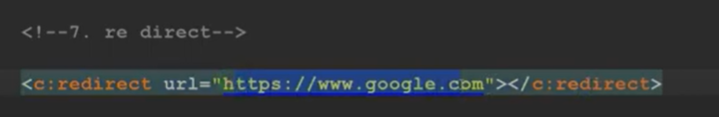 <!--7. re direct-->
<c:redirect url="https://www.google.com"></c:redirect>